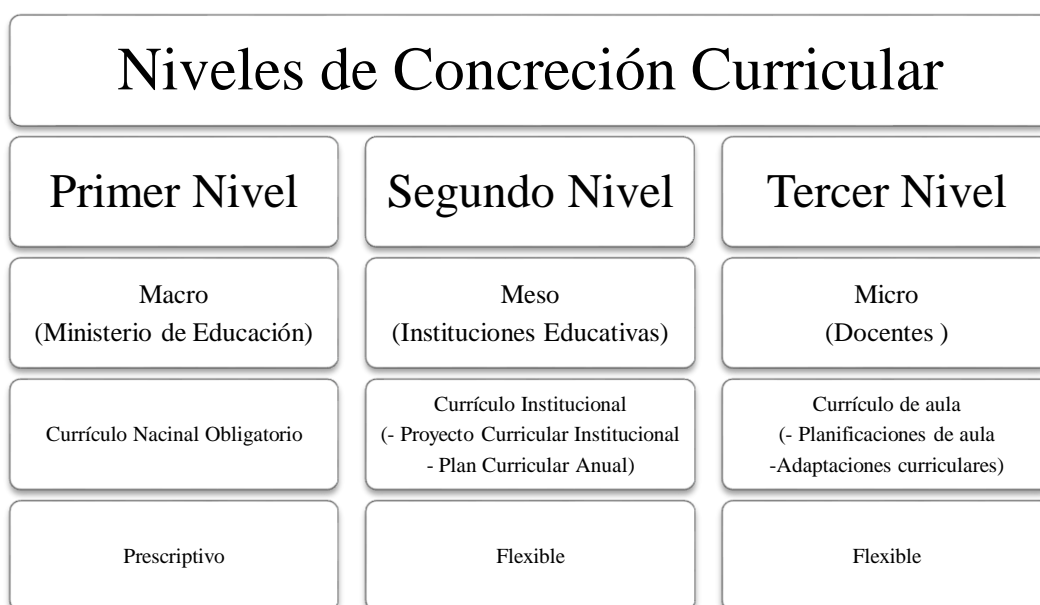 Niveles de Concreción Curricular
Primer Nivel
Segundo Nivel
Tercer Nivel
Macro
(Ministerio de Educación)
Meso
(Instituciones Educativas)
Micro
(Docentes )
Currículo Nacinal Obligatorio
Currículo Institucional
(- Proyecto Curricular Institucional
- Plan Curricular Anual)
Currículo de aula
(- Planificaciones de aula
-Adaptaciones curriculares)
Prescriptivo
Flexible
Flexible